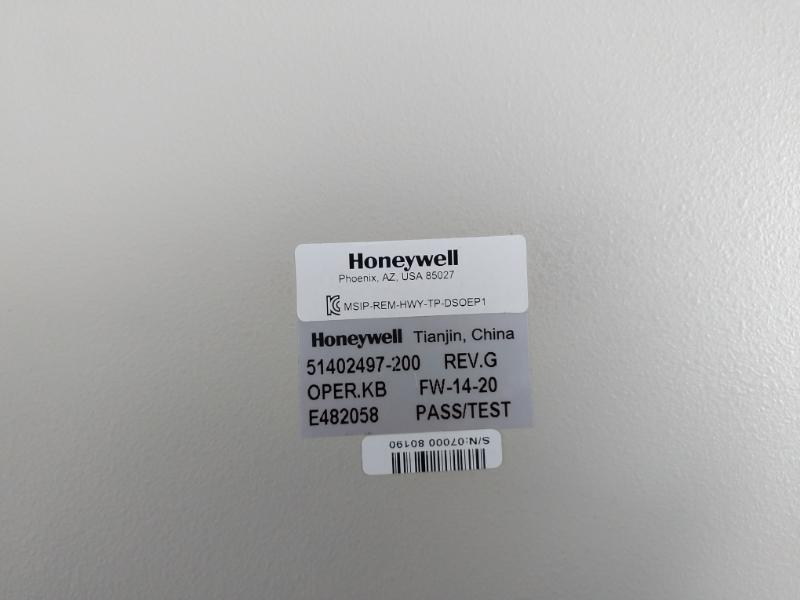 Honeywell
Phoenix, AZ, USA 85027
MSIP-REM-HWY-TP-DSOEP1
Honeywell Tianjin, China
51402497-200 REV.G
OPER.KB FW-14-20
E482058 PASS/TEST
S/N:07000 80190